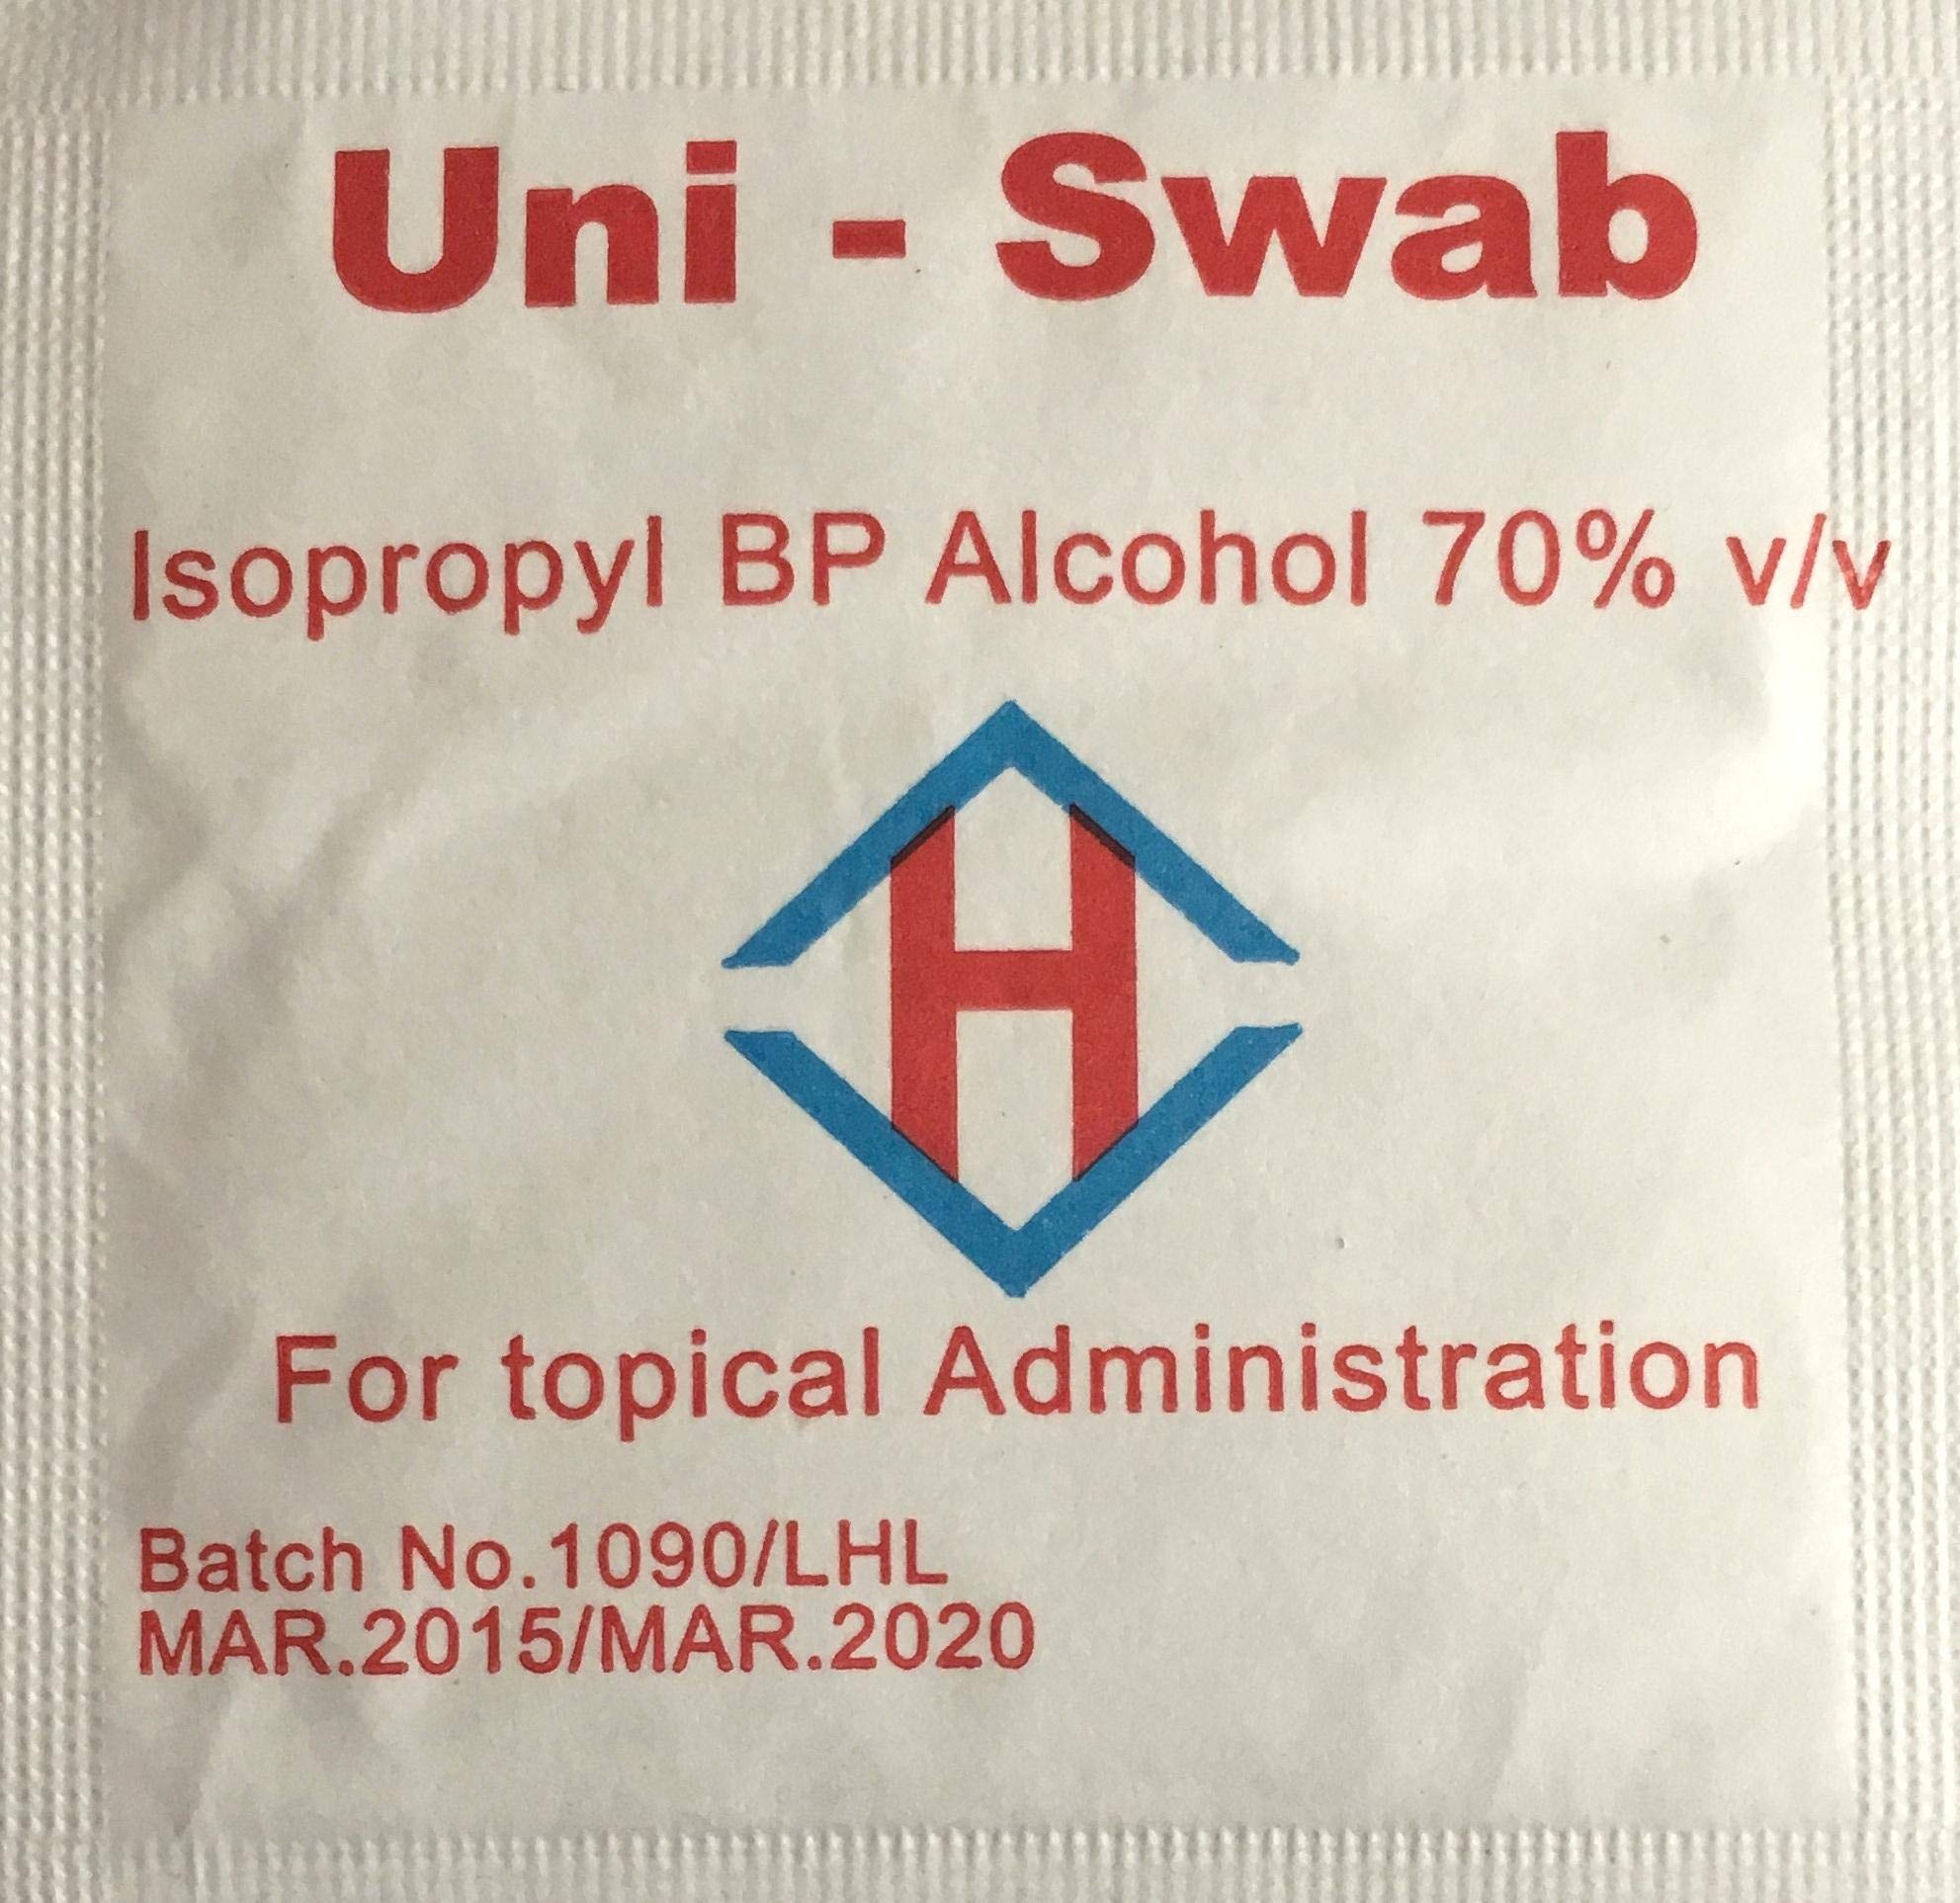 Uni - Swab
Isopropyl BP Alcohol 70% v/v
H
For topical Administration
Batch No.1090/LHL
MAR.2015/MAR.2020